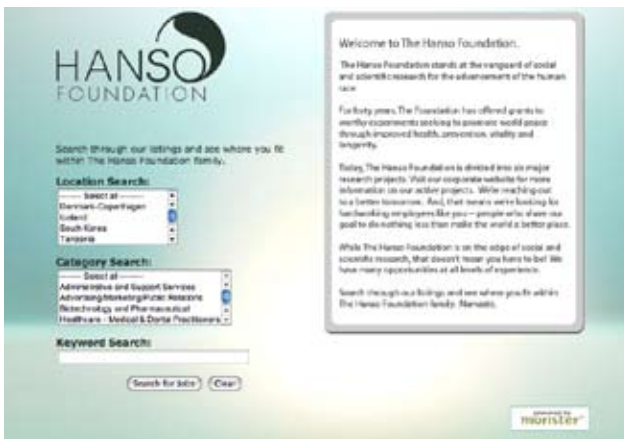 HANSO
FOUNDATION
Search through our listings and see where you fit
within The Hanso Foundation family.
Location Search:
-------- Select all --------
Denmark-Copenhagen
Iceland
South Korea
Tanzania
Category Search:
-------- Select all --------
Administrative and Support Services
Advertising/Marketing/Public Relations
Biotechnology and Pharmaceutical
Healthcare - Medical & Dental Practitioners
Keyword Search:
Search for Jobs
Clear
Welcome to The Hanso Foundation.
The Hanso Foundation stands at the vanguard of social
and scientific research for the advancement of the human
race.
For forty years, The Foundation has offered grants to
worthy experiments seeking to promote world peace
through improved health, prevention, vitality and
longevity.
Today, The Hanso Foundation is divided into six major
research projects. Visit our corporate website for more
information on our active projects. We're reaching out
to a better tomorrow. And, that means we're looking for
hardworking employees like you – people who share our
goal to do nothing less than make the world a better place.
While The Hanso Foundation is on the edge of social and
scientific research, that doesn't mean you have to be! We
have many opportunities at all levels of experience.
Search through our listings and see where you fit within
The Hanso Foundation family. Namaste.
powered by
monster